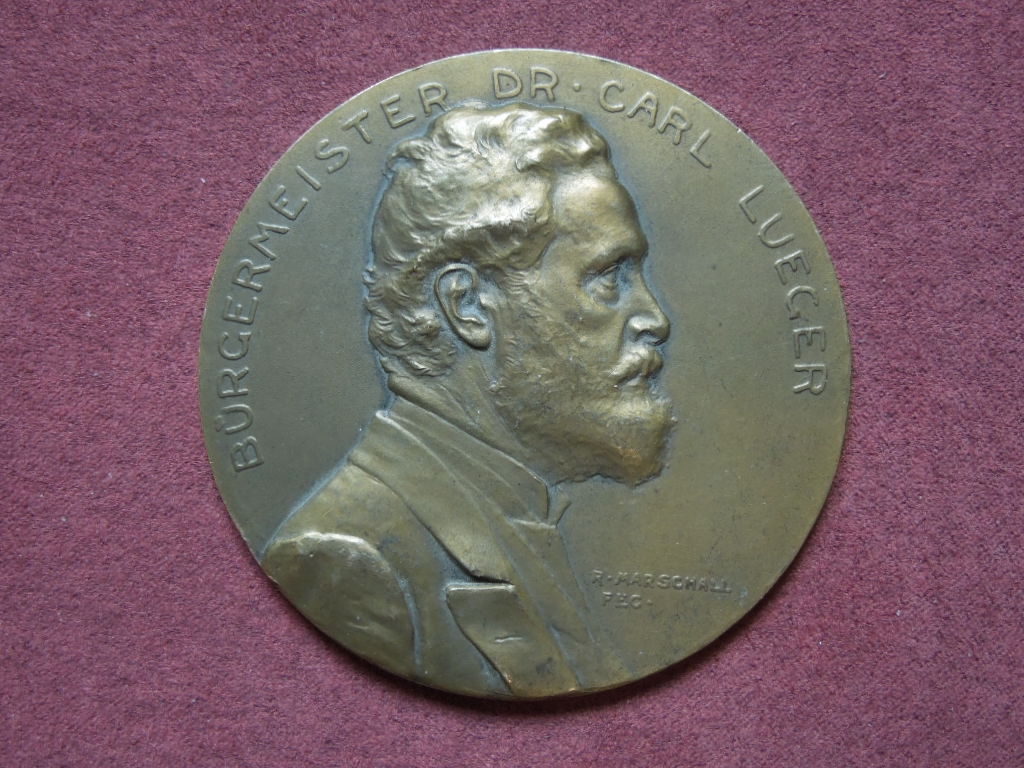 BÜRGERMEISTER DR· CARL LUEGER
R·MARSCHALL
FEC·